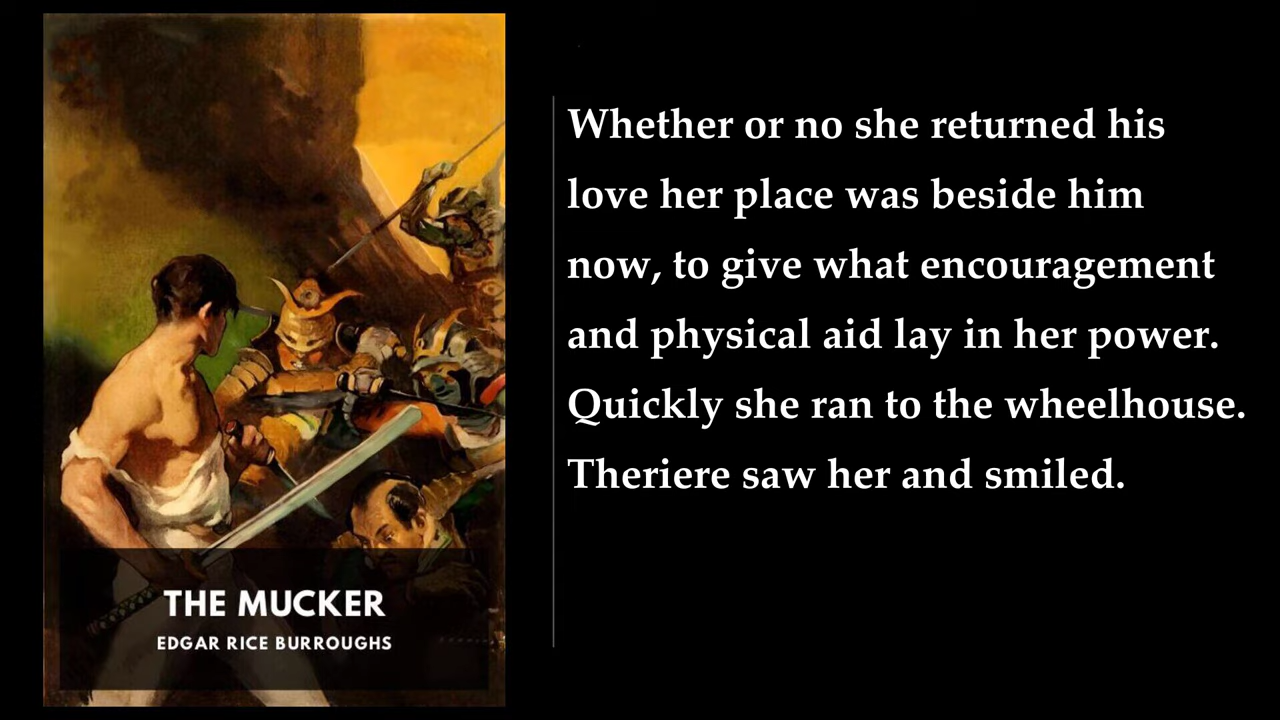 THE MUCKER
EDGAR RICE BURROUGHS
Whether or no she returned his
love her place was beside him
now, to give what encouragement
and physical aid lay in her power.
Quickly she ran to the wheelhouse.
Theriere saw her and smiled.